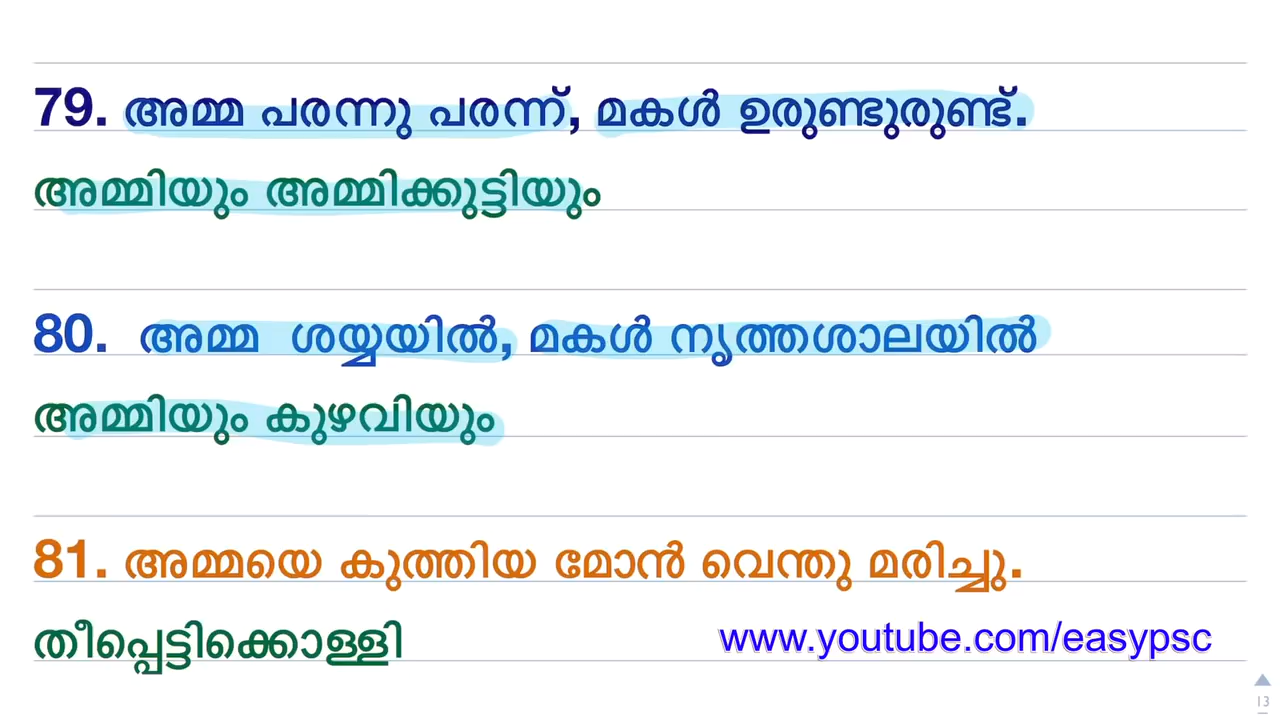 79. അമ്മ പരന്നു പരന്ന്, മകൾ ഉരുണ്ടുരുണ്ട്.
അമ്മിയും അമ്മിക്കുട്ടിയും
80. അമ്മ ശയ്യയിൽ, മകൾ നൃത്തശാലയിൽ
അമ്മിയും കുഴവിയും
81. അമ്മയെ കുത്തിയ മോൻ വെന്തു മരിച്ചു.
തീപ്പെട്ടിക്കൊള്ളി
www.youtube.com/easypsc
13